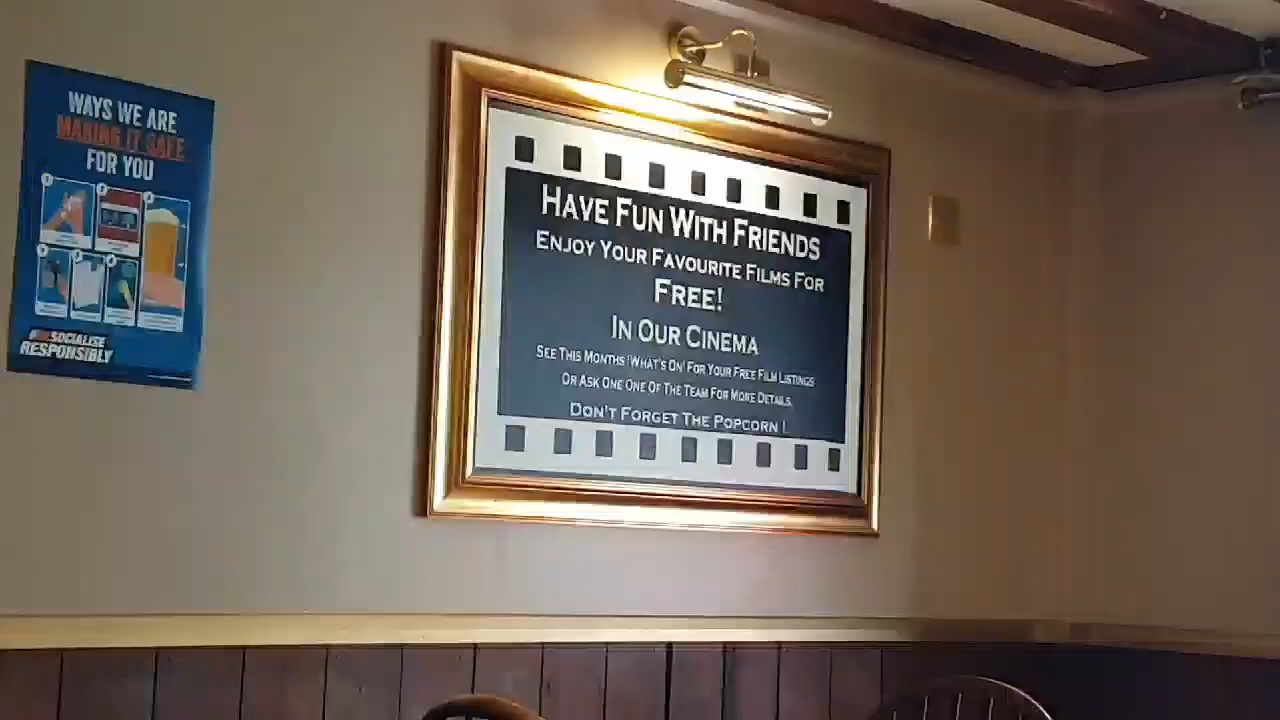 WAYS WE ARE
MAKING IT SAFE
FOR YOU
SOCIALISE
RESPONSIBLY
HAVE FUN WITH FRIENDS
ENJOY YOUR FAVOURITE FILMS FOR
FREE!
IN OUR CINEMA
SEE THIS MONTHS 'WHAT'S ON' FOR YOUR FREE FILM LISTINGS
OR ASK ONE ONE OF THE TEAM FOR MORE DETAILS.
DON'T FORGET THE POPCORN !